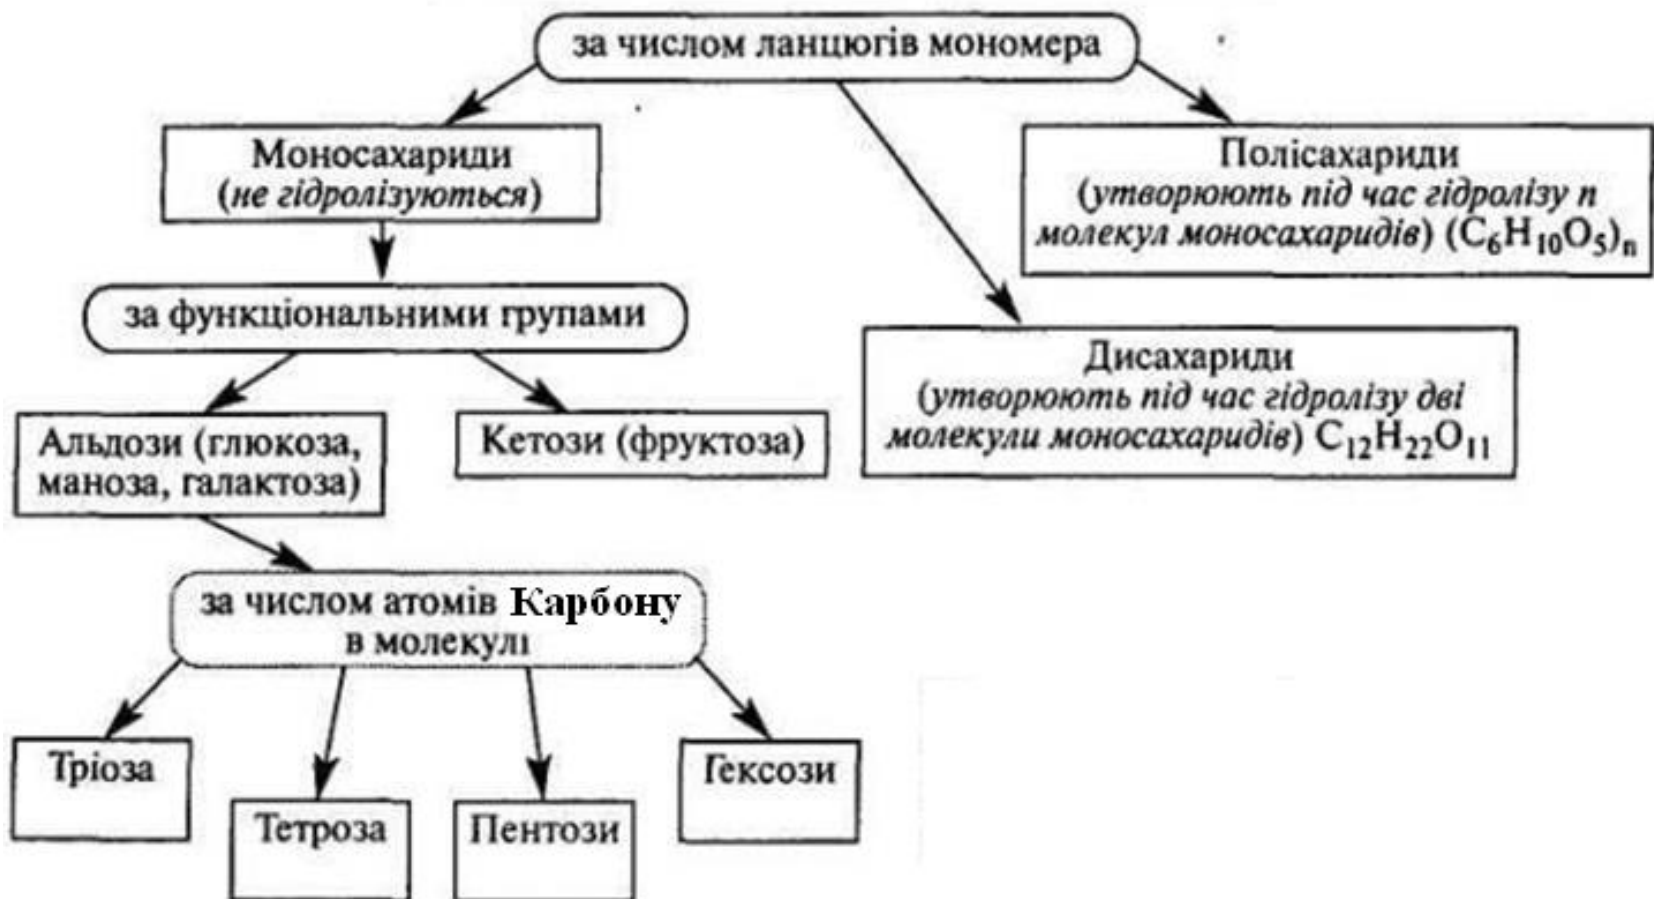 за числом ланцюгів мономера
Моносахариди
(не гідролізуються)
Полісахариди
(утворюють під час гідролізу n
молекул моносахаридів) (C₆H₁₀O₅)ₙ
за функціональними групами
Дисахариди
(утворюють під час гідролізу дві
молекули моносахаридів) C₁₂H₂₂O₁₁
Альдози (глюкоза,
маноза, галактоза)
Кетози (фруктоза)
за числом атомів Карбону
в молекулі
Тріоза
Тетроза
Пентози
Гексози